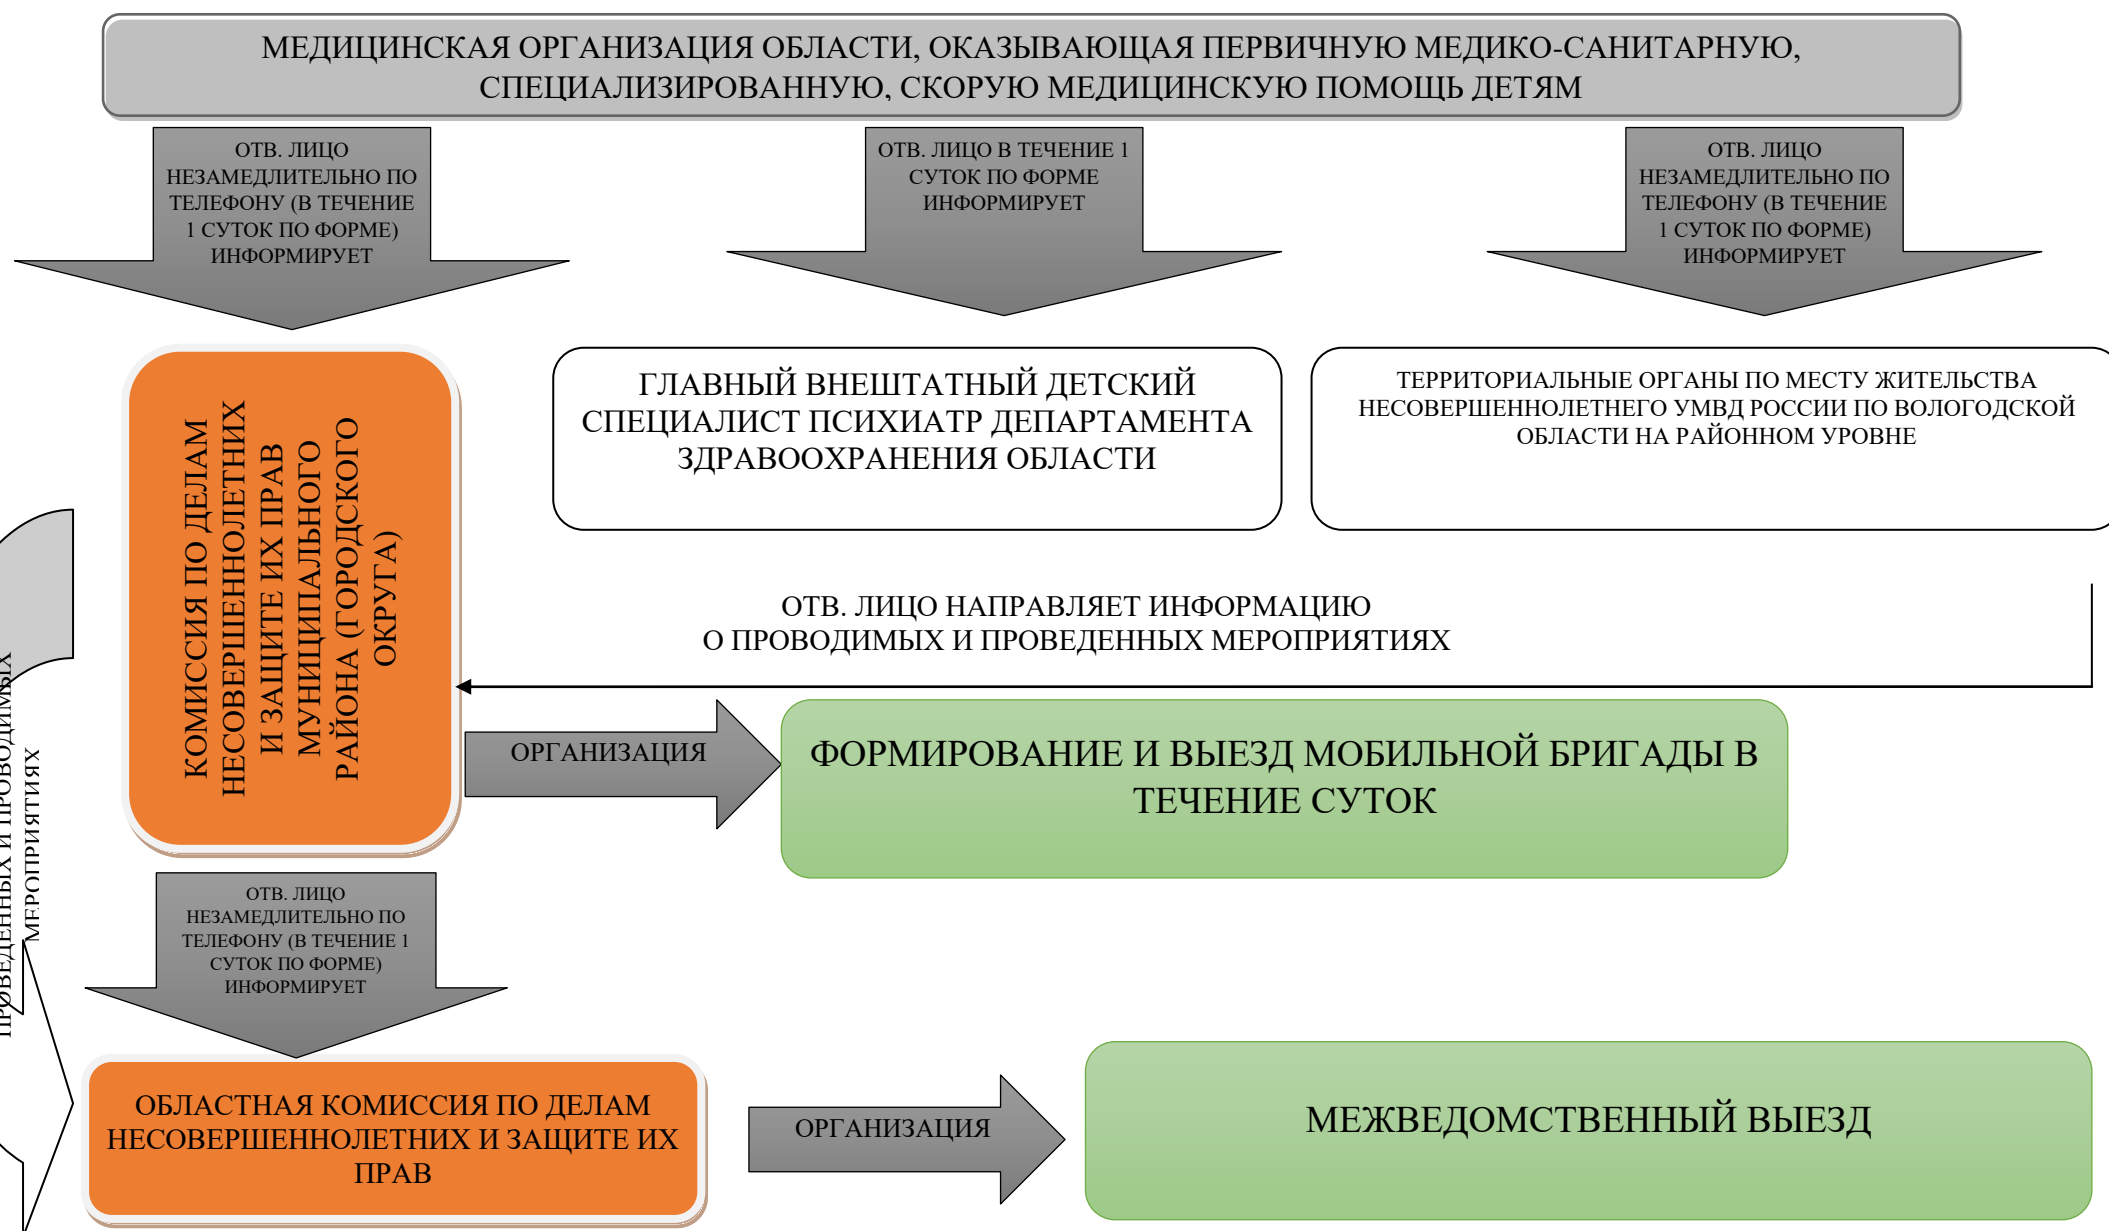 МЕДИЦИНСКАЯ ОРГАНИЗАЦИЯ ОБЛАСТИ, ОКАЗЫВАЮЩАЯ ПЕРВИЧНУЮ МЕДИКО-САНИТАРНУЮ,
СПЕЦИАЛИЗИРОВАННУЮ, СКОРУЮ МЕДИЦИНСКУЮ ПОМОЩЬ ДЕТЯМ
ОТВ. ЛИЦО
НЕЗАМЕДЛИТЕЛЬНО ПО
ТЕЛЕФОНУ (В ТЕЧЕНИЕ
1 СУТОК ПО ФОРМЕ)
ИНФОРМИРУЕТ
ОТВ. ЛИЦО В ТЕЧЕНИЕ 1
СУТОК ПО ФОРМЕ
ИНФОРМИРУЕТ
ОТВ. ЛИЦО
НЕЗАМЕДЛИТЕЛЬНО ПО
ТЕЛЕФОНУ (В ТЕЧЕНИЕ
1 СУТОК ПО ФОРМЕ)
ИНФОРМИРУЕТ
КОМИССИЯ ПО ДЕЛАМ
НЕСОВЕРШЕННОЛЕТНИХ
И ЗАЩИТЕ ИХ ПРАВ
МУНИЦИПАЛЬНОГО
РАЙОНА (ГОРОДСКОГО
ОКРУГА)
ГЛАВНЫЙ ВНЕШТАТНЫЙ ДЕТСКИЙ
СПЕЦИАЛИСТ ПСИХИАТР ДЕПАРТАМЕНТА
ЗДРАВООХРАНЕНИЯ ОБЛАСТИ
ТЕРРИТОРИАЛЬНЫЕ ОРГАНЫ ПО МЕСТУ ЖИТЕЛЬСТВА
НЕСОВЕРШЕННОЛЕТНЕГО УМВД РОССИИ ПО ВОЛОГОДСКОЙ
ОБЛАСТИ НА РАЙОННОМ УРОВНЕ
ОТВ. ЛИЦО НАПРАВЛЯЕТ ИНФОРМАЦИЮ
О ПРОВОДИМЫХ И ПРОВЕДЕННЫХ МЕРОПРИЯТИЯХ
ПРОВЕДЕННЫХ И ПРОВОДИМЫХ
МЕРОПРИЯТИЯХ
ОРГАНИЗАЦИЯ
ФОРМИРОВАНИЕ И ВЫЕЗД МОБИЛЬНОЙ БРИГАДЫ В
ТЕЧЕНИЕ СУТОК
ОТВ. ЛИЦО
НЕЗАМЕДЛИТЕЛЬНО ПО
ТЕЛЕФОНУ (В ТЕЧЕНИЕ 1
СУТОК ПО ФОРМЕ)
ИНФОРМИРУЕТ
ОБЛАСТНАЯ КОМИССИЯ ПО ДЕЛАМ
НЕСОВЕРШЕННОЛЕТНИХ И ЗАЩИТЕ ИХ
ПРАВ
ОРГАНИЗАЦИЯ
МЕЖВЕДОМСТВЕННЫЙ ВЫЕЗД